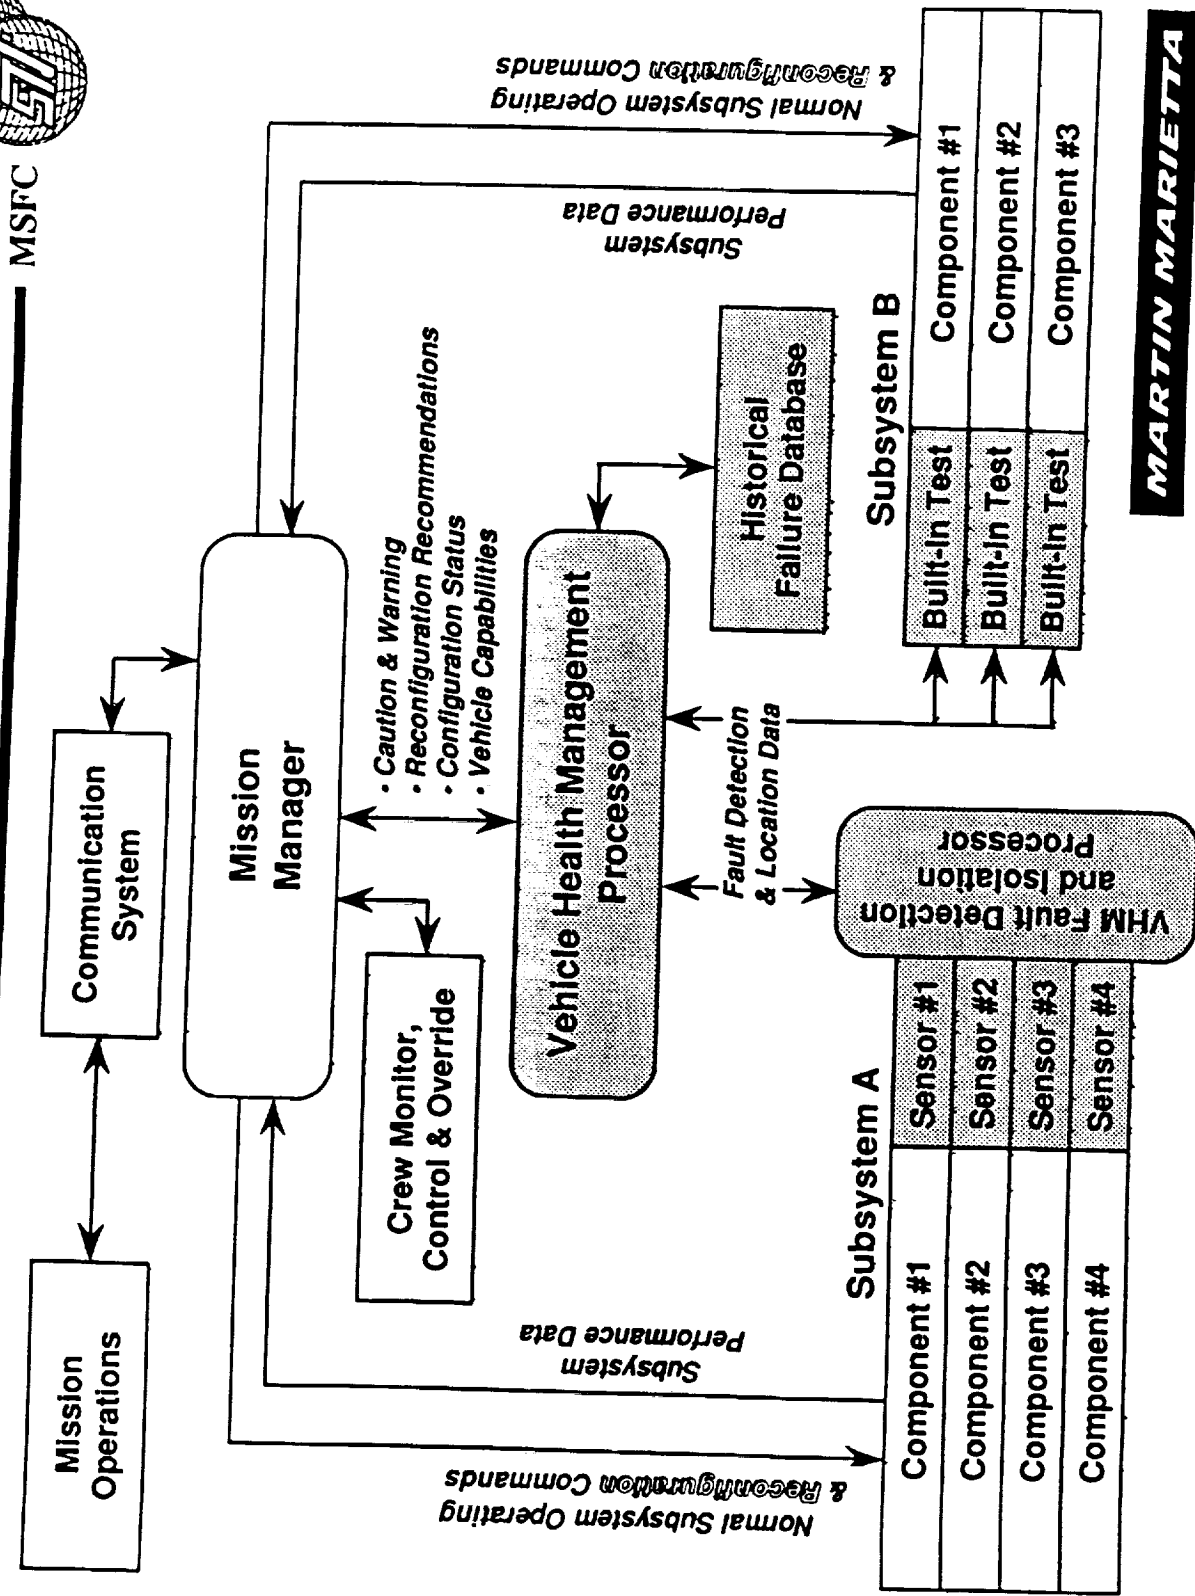 MSFC
Mission
Operations
Communication
System
Mission
Manager
Crew Monitor,
Control & Override
• Caution & Warning
• Reconfiguration Recommendations
• Configuration Status
• Vehicle Capabilities
Vehicle Health Management
Processor
Historical
Failure Database
Normal Subsystem Operating
& Reconfiguration Commands
Subsystem
Performance Data
Subsystem
Performance Data
Normal Subsystem Operating
& Reconfiguration Commands
Fault Detection
& Location Data
Subsystem A
Component #1
Sensor #1
Component #2
Sensor #2
Component #3
Sensor #3
Component #4
Sensor #4
VHM Fault Detection
and Isolation
Processor
Subsystem B
Built-In Test
Component #1
Built-In Test
Component #2
Built-In Test
Component #3
MARTIN MARIETTA